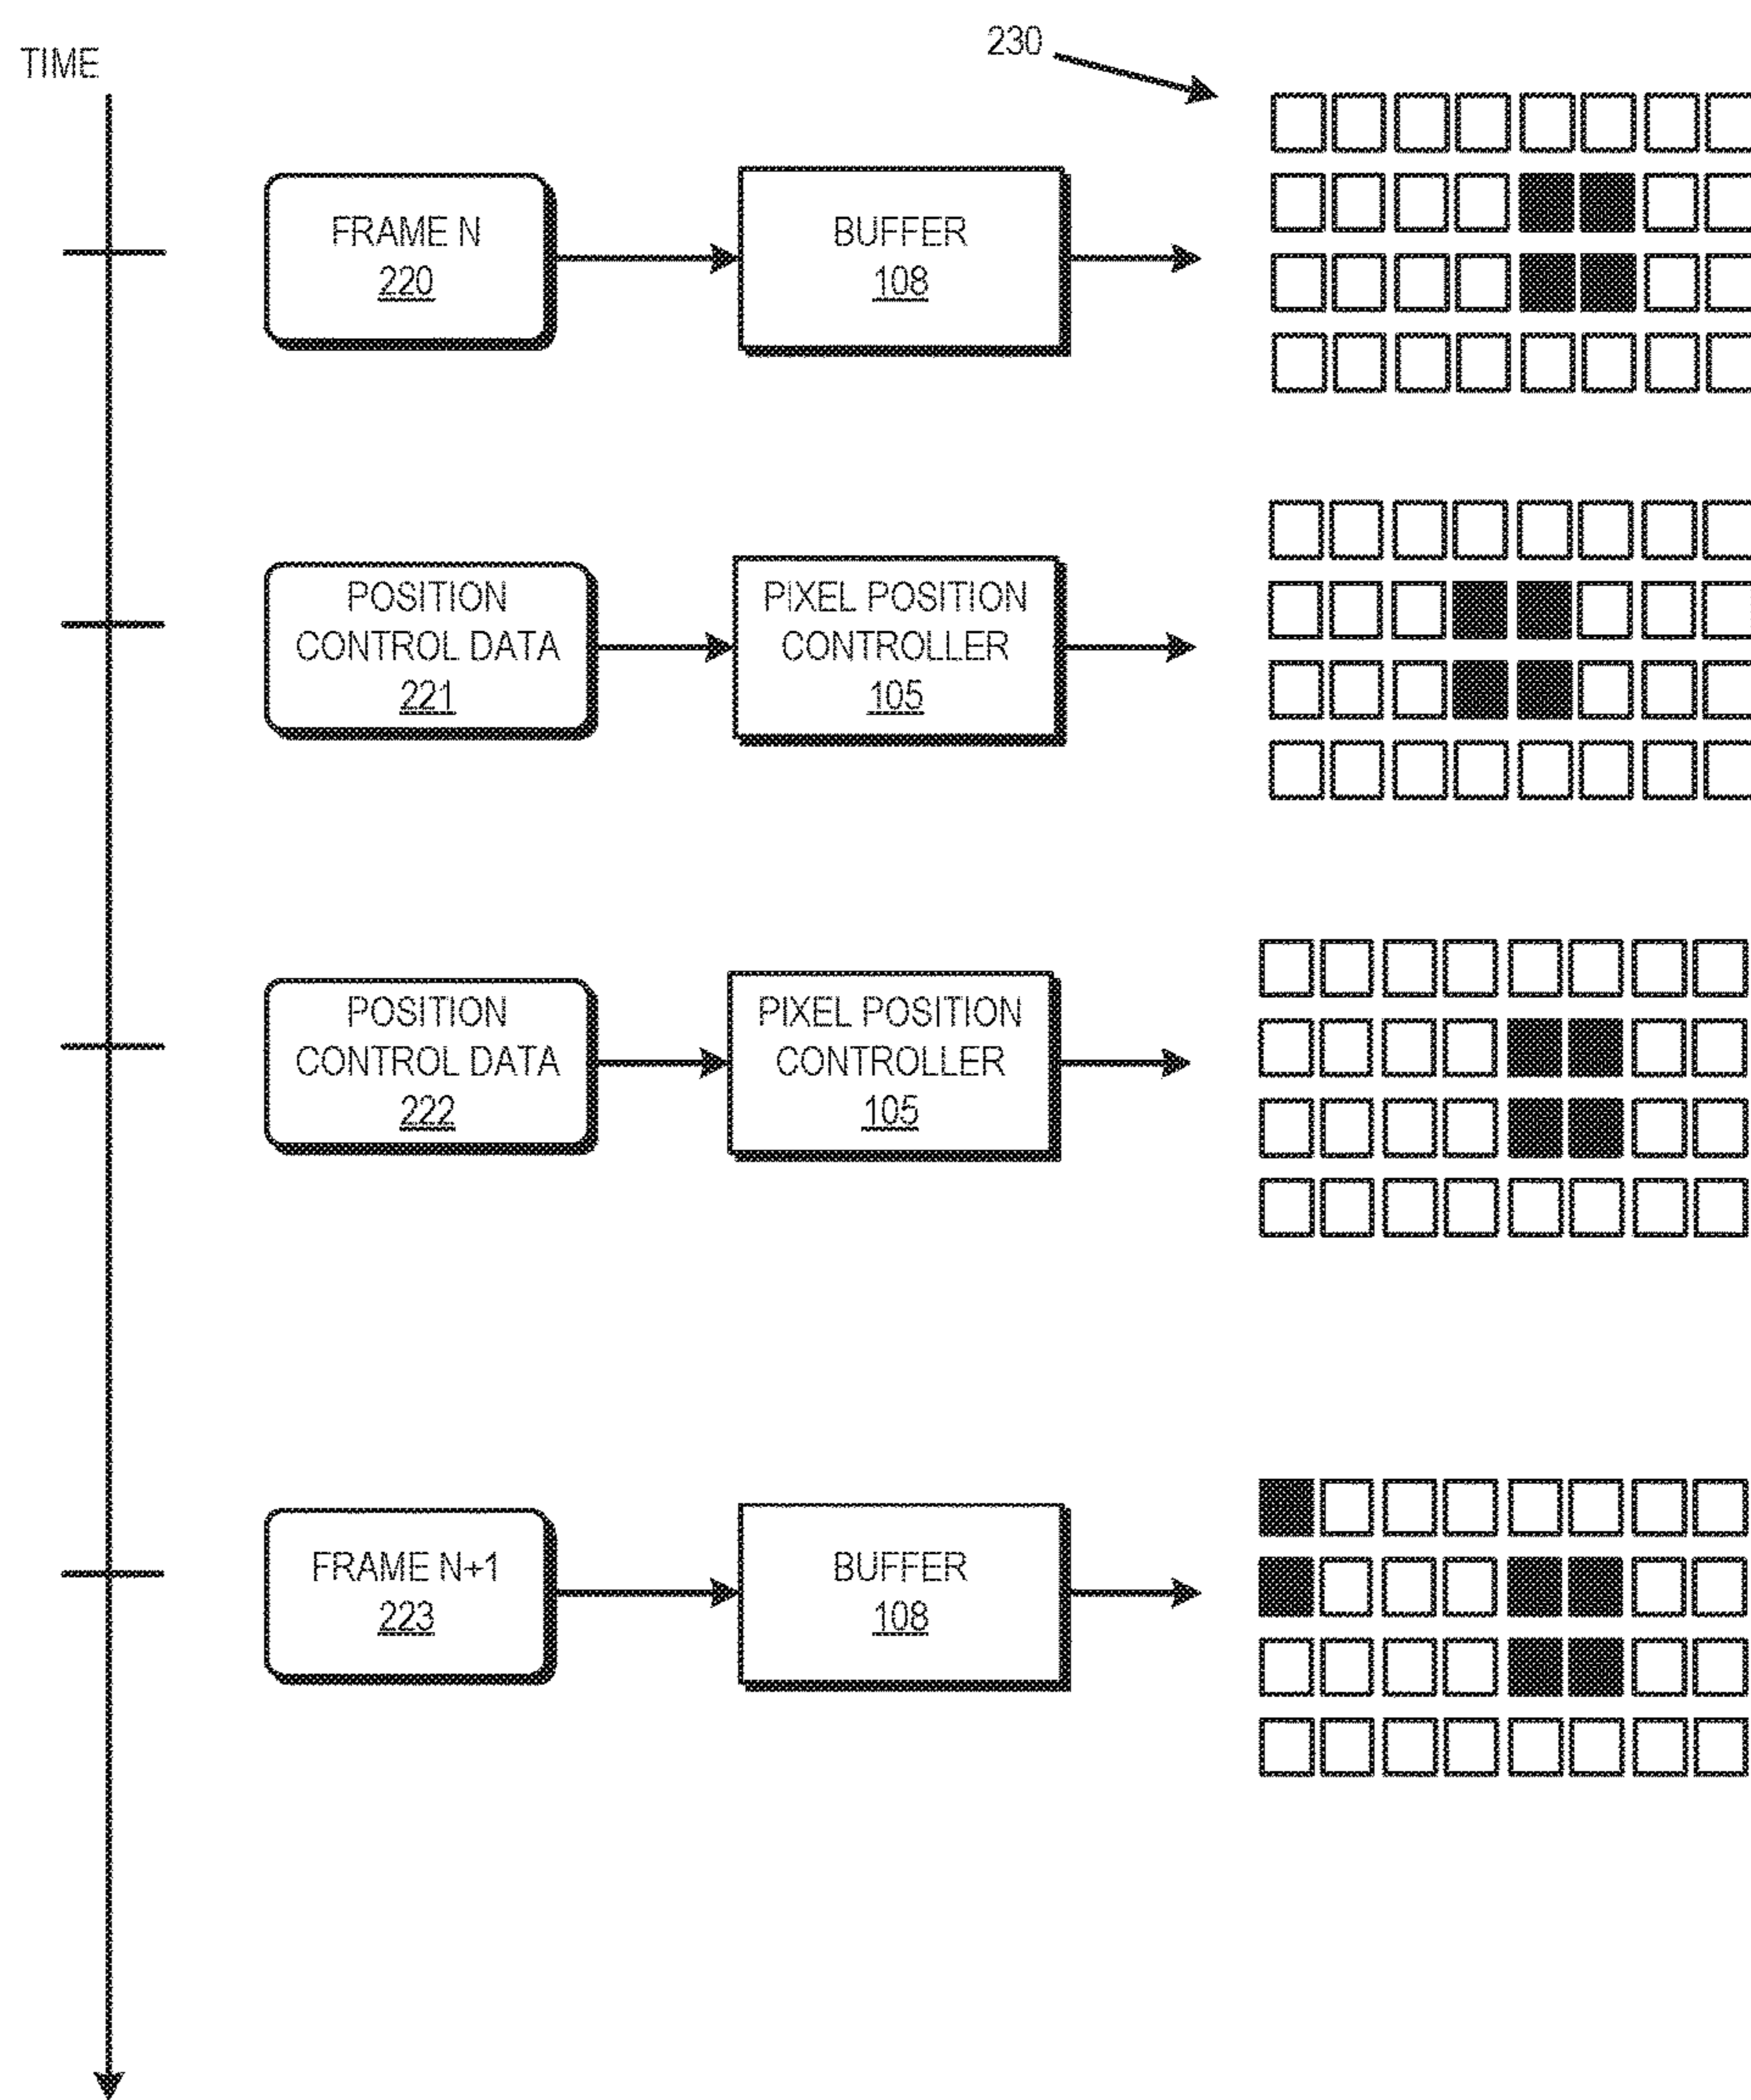 TIME
230
FRAME N
220
BUFFER
108
POSITION
CONTROL DATA
221
PIXEL POSITION
CONTROLLER
105
POSITION
CONTROL DATA
222
PIXEL POSITION
CONTROLLER
105
FRAME N+1
223
BUFFER
108